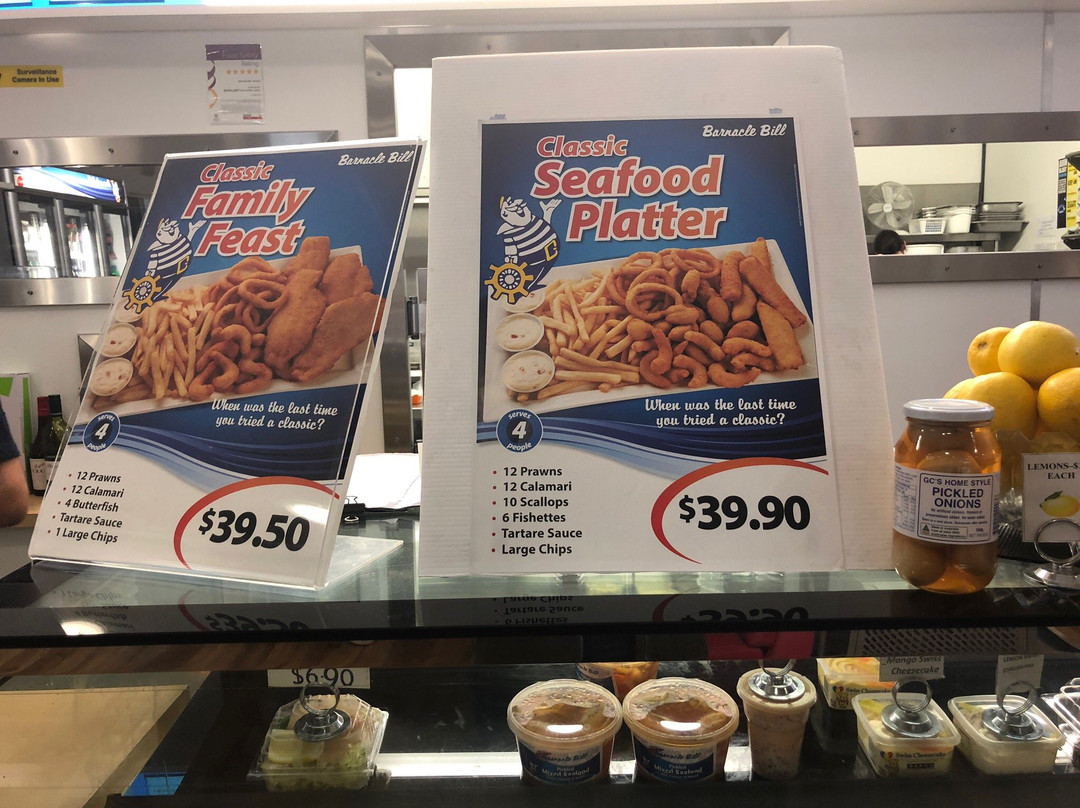 Surveillance
Camera In Use
Classic
Family
Feast
Barnacle Bill
When was the last time
you tried a classic?
serves
4
people
• 12 Prawns
• 12 Calamari
• 4 Butterfish
• Tartare Sauce
• 1 Large Chips
$39.50
Barnacle Bill
Classic
Seafood
Platter
When was the last time
you tried a classic?
serves
4
people
• 12 Prawns
• 12 Calamari
• 10 Scallops
• 6 Fishettes
• Tartare Sauce
• Large Chips
$39.90
GC'S HOME STYLE
PICKLED
ONIONS
LEMONS-$
EACH
$6.90
Mixed Seafood
Mixed Seafood
Mango Swiss
Cheesecake
Swiss Cheesecake